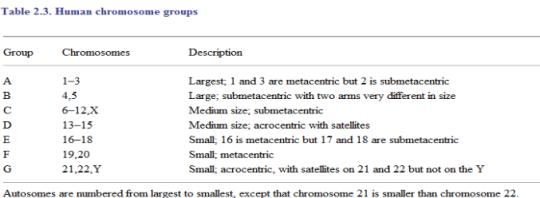 Table 2.3. Human chromosome groups
Group Chromosomes Description
A 1–3 Largest; 1 and 3 are metacentric but 2 is submetacentric
B 4,5 Large; submetacentric with two arms very different in size
C 6–12,X Medium size; submetacentric
D 13–15 Medium size; acrocentric with satellites
E 16–18 Small; 16 is metacentric but 17 and 18 are submetacentric
F 19,20 Small; metacentric
G 21,22,Y Small; acrocentric, with satellites on 21 and 22 but not on the Y
Autosomes are numbered from largest to smallest, except that chromosome 21 is smaller than chromosome 22.